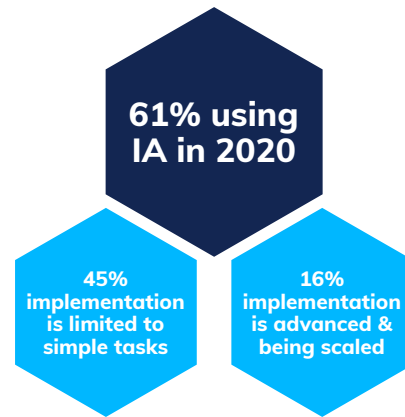 61% using
IA in 2020
45%
implementation
is limited to
simple tasks
16%
implementation
is advanced &
being scaled